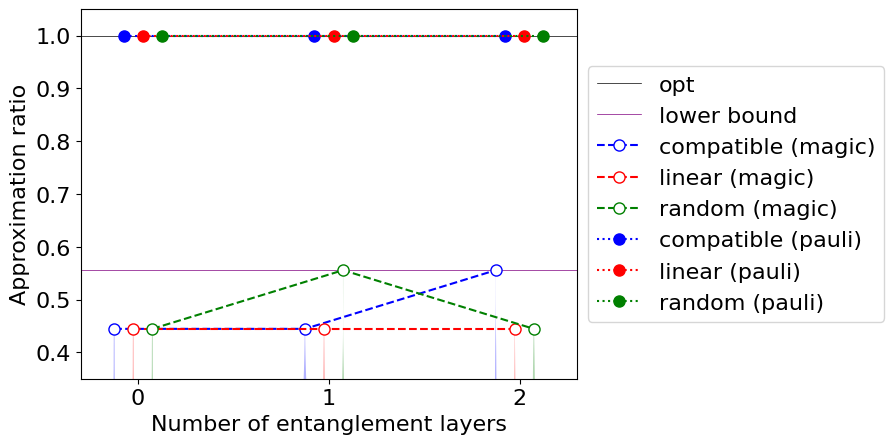 Approximation ratio
1.0
0.9
0.8
0.7
0.6
0.5
0.4
0
1
2
Number of entanglement layers
opt
lower bound
compatible (magic)
linear (magic)
random (magic)
compatible (pauli)
linear (pauli)
random (pauli)